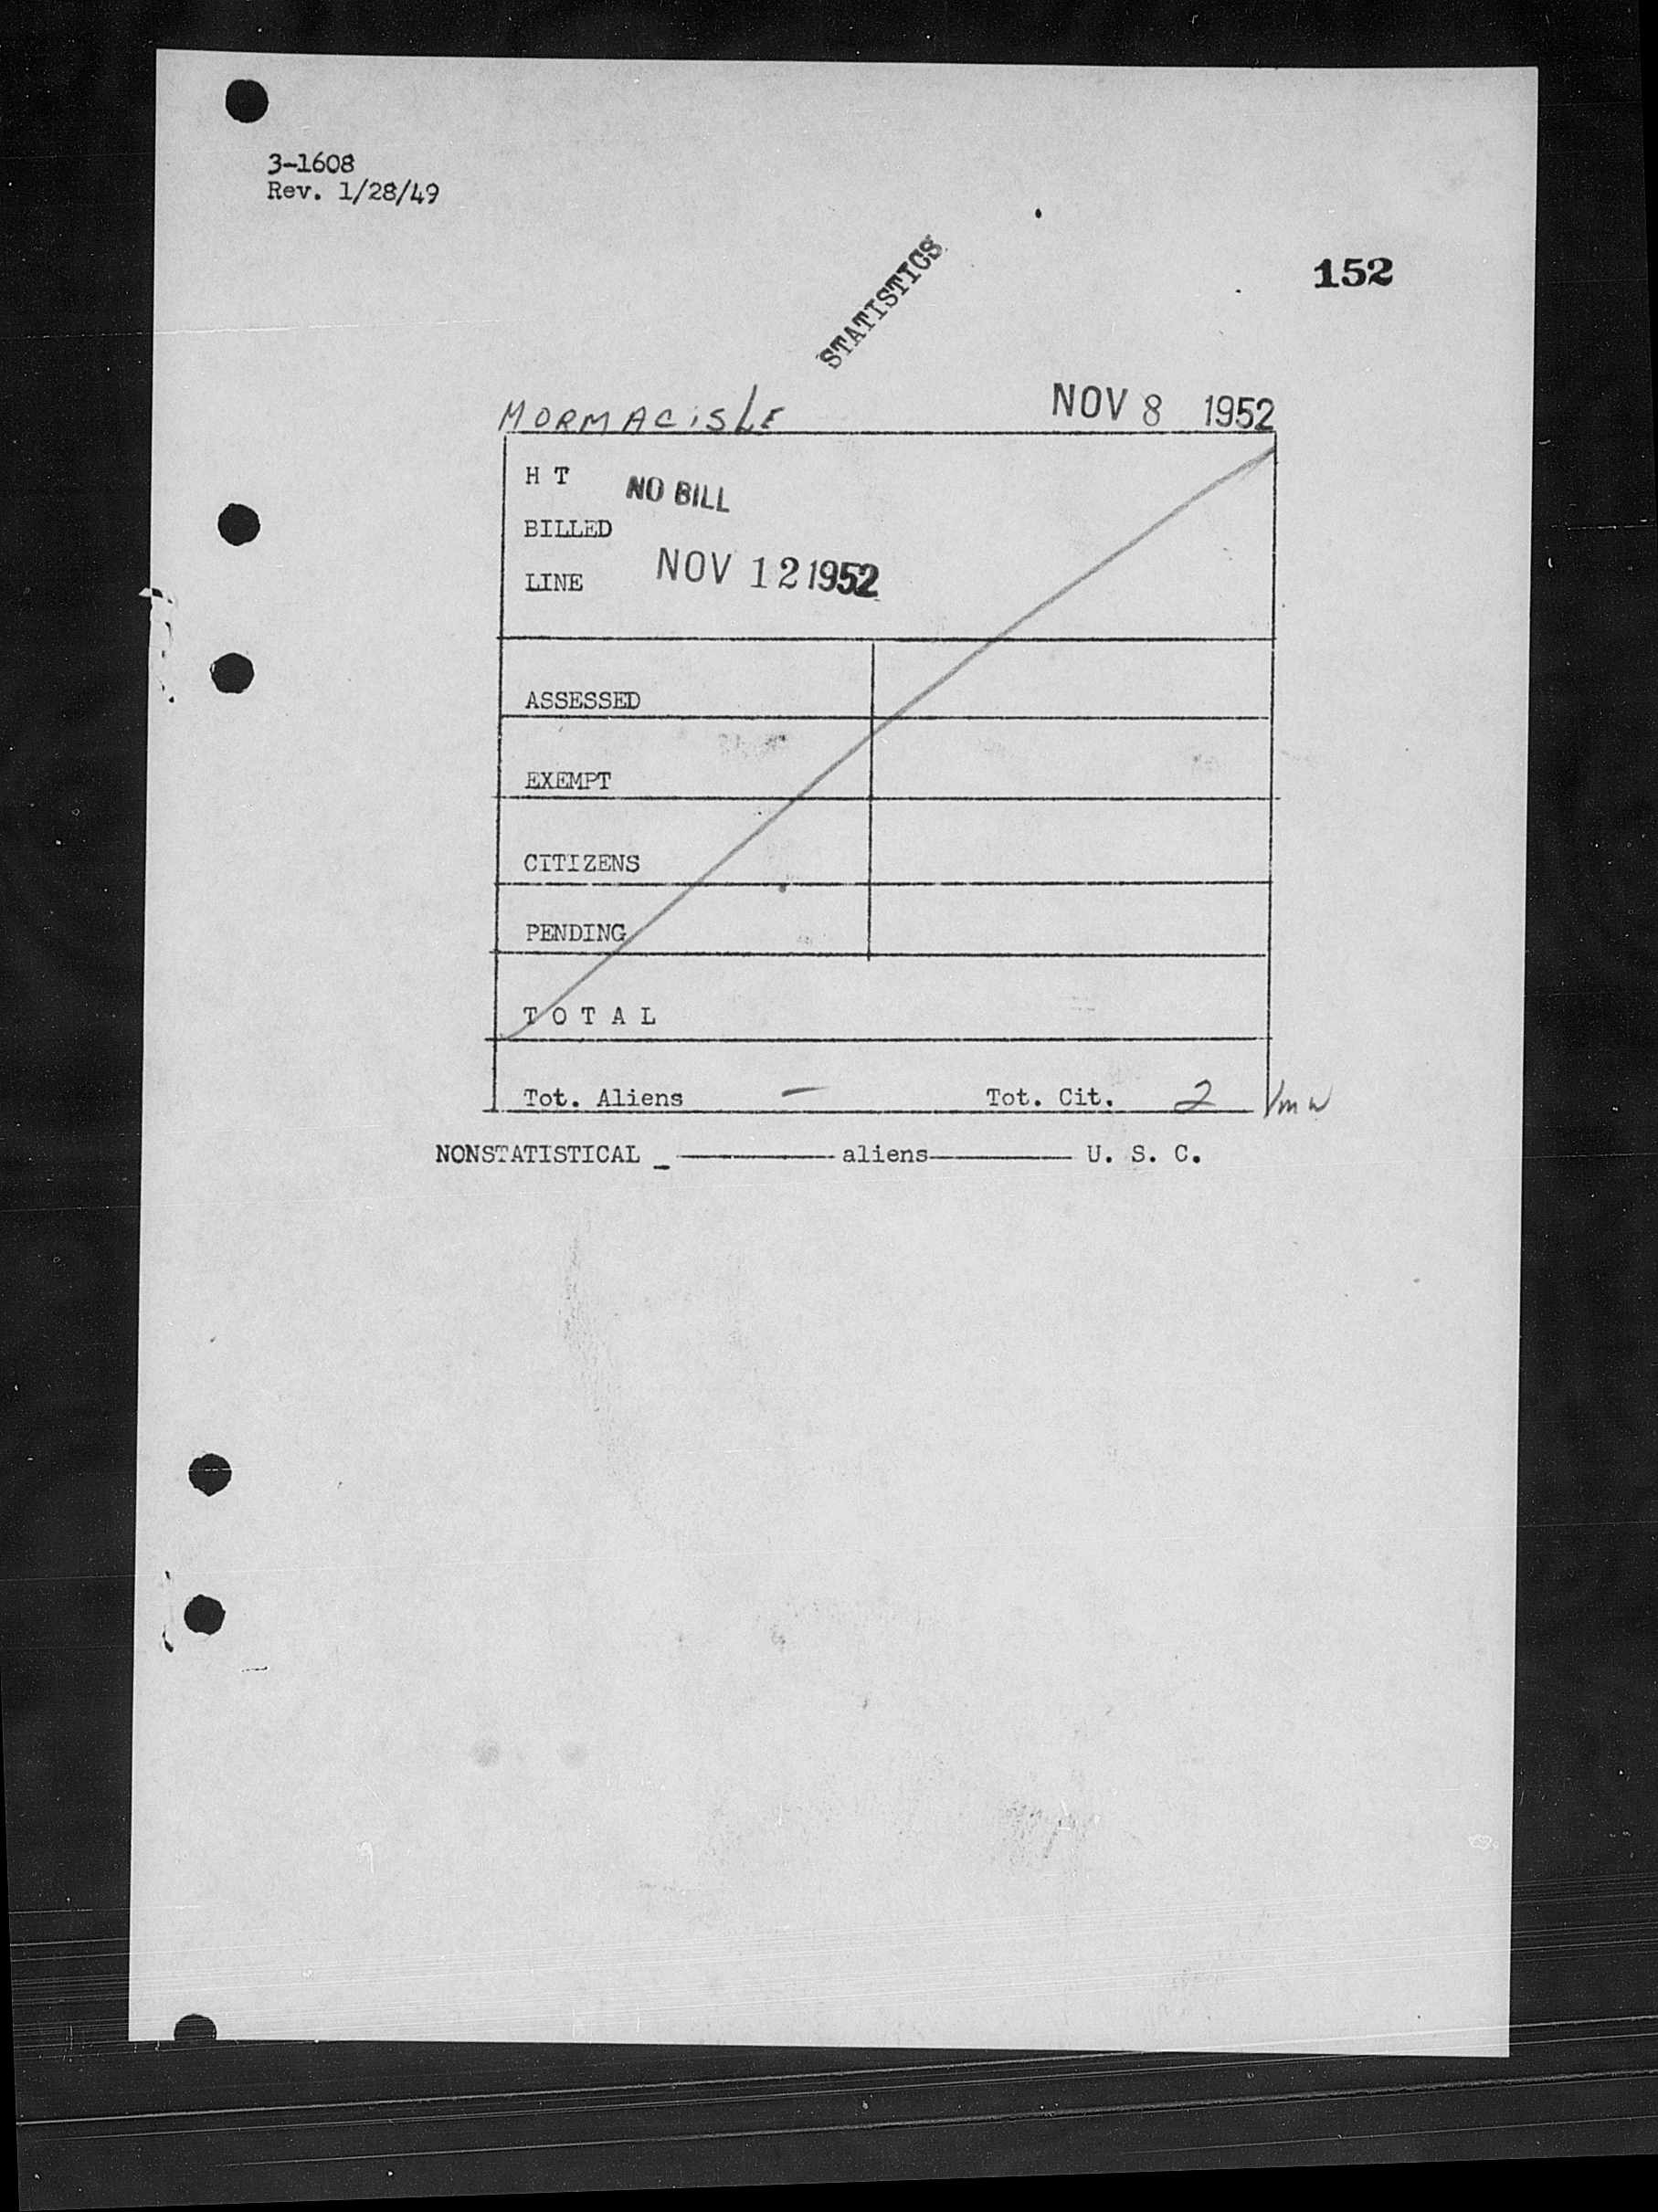 3-1608
Rev. 1/28/49
STATISTICS
152
MORMACISLE NOV 8 1952
H T NO BILL
BILLED
LINE NOV 12 1952
ASSESSED
EXEMPT
CITIZENS
PENDING
T O T A L
Tot. Aliens – Tot. Cit. 2
NONSTATISTICAL _ ——— aliens——— U. S. C.